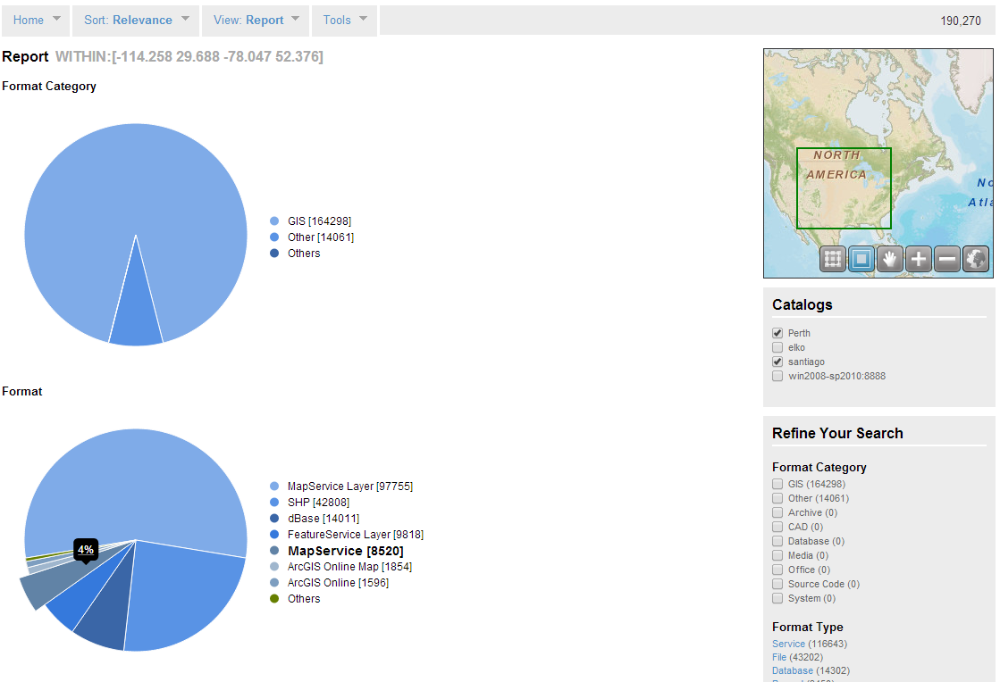 Home Sort: Relevance View: Report Tools 190,270
Report WITHIN:[-114.258 29.688 -78.047 52.376]
Format Category
GIS [164298]
Other [14061]
Others
Format
MapService Layer [97755]
SHP [42808]
dBase [14011]
FeatureService Layer [9818]
MapService [8520]
ArcGIS Online Map [1854]
ArcGIS Online [1596]
Others
4%
NORTH
AMERICA
No
Atla
Catalogs
Perth
elko
santiago
win2008-sp2010:8888
Refine Your Search
Format Category
GIS (164298)
Other (14061)
Archive (0)
CAD (0)
Database (0)
Media (0)
Office (0)
Source Code (0)
System (0)
Format Type
Service (116643)
File (43202)
Database (14302)